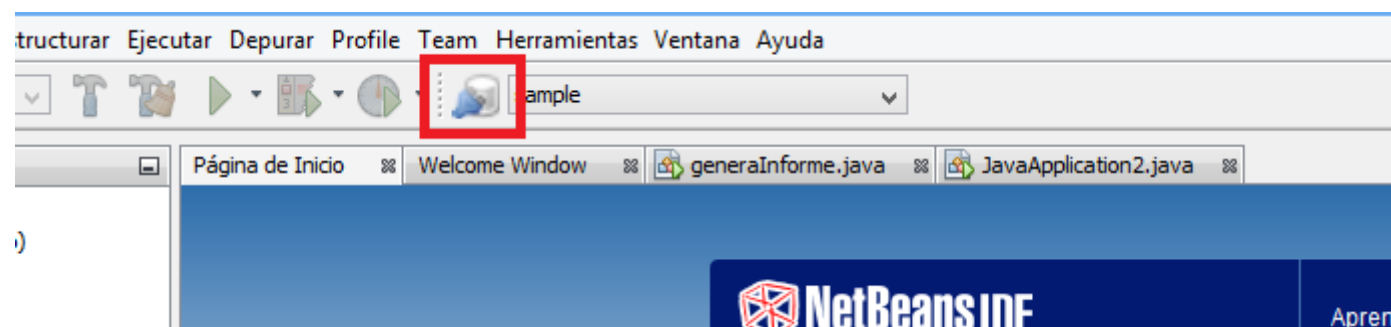 tructurar Ejecutar Depurar Profile Team Herramientas Ventana Ayuda
ample
Página de Inicio Welcome Window generaInforme.java JavaApplication2.java
)
NetBeans IDE
Apren